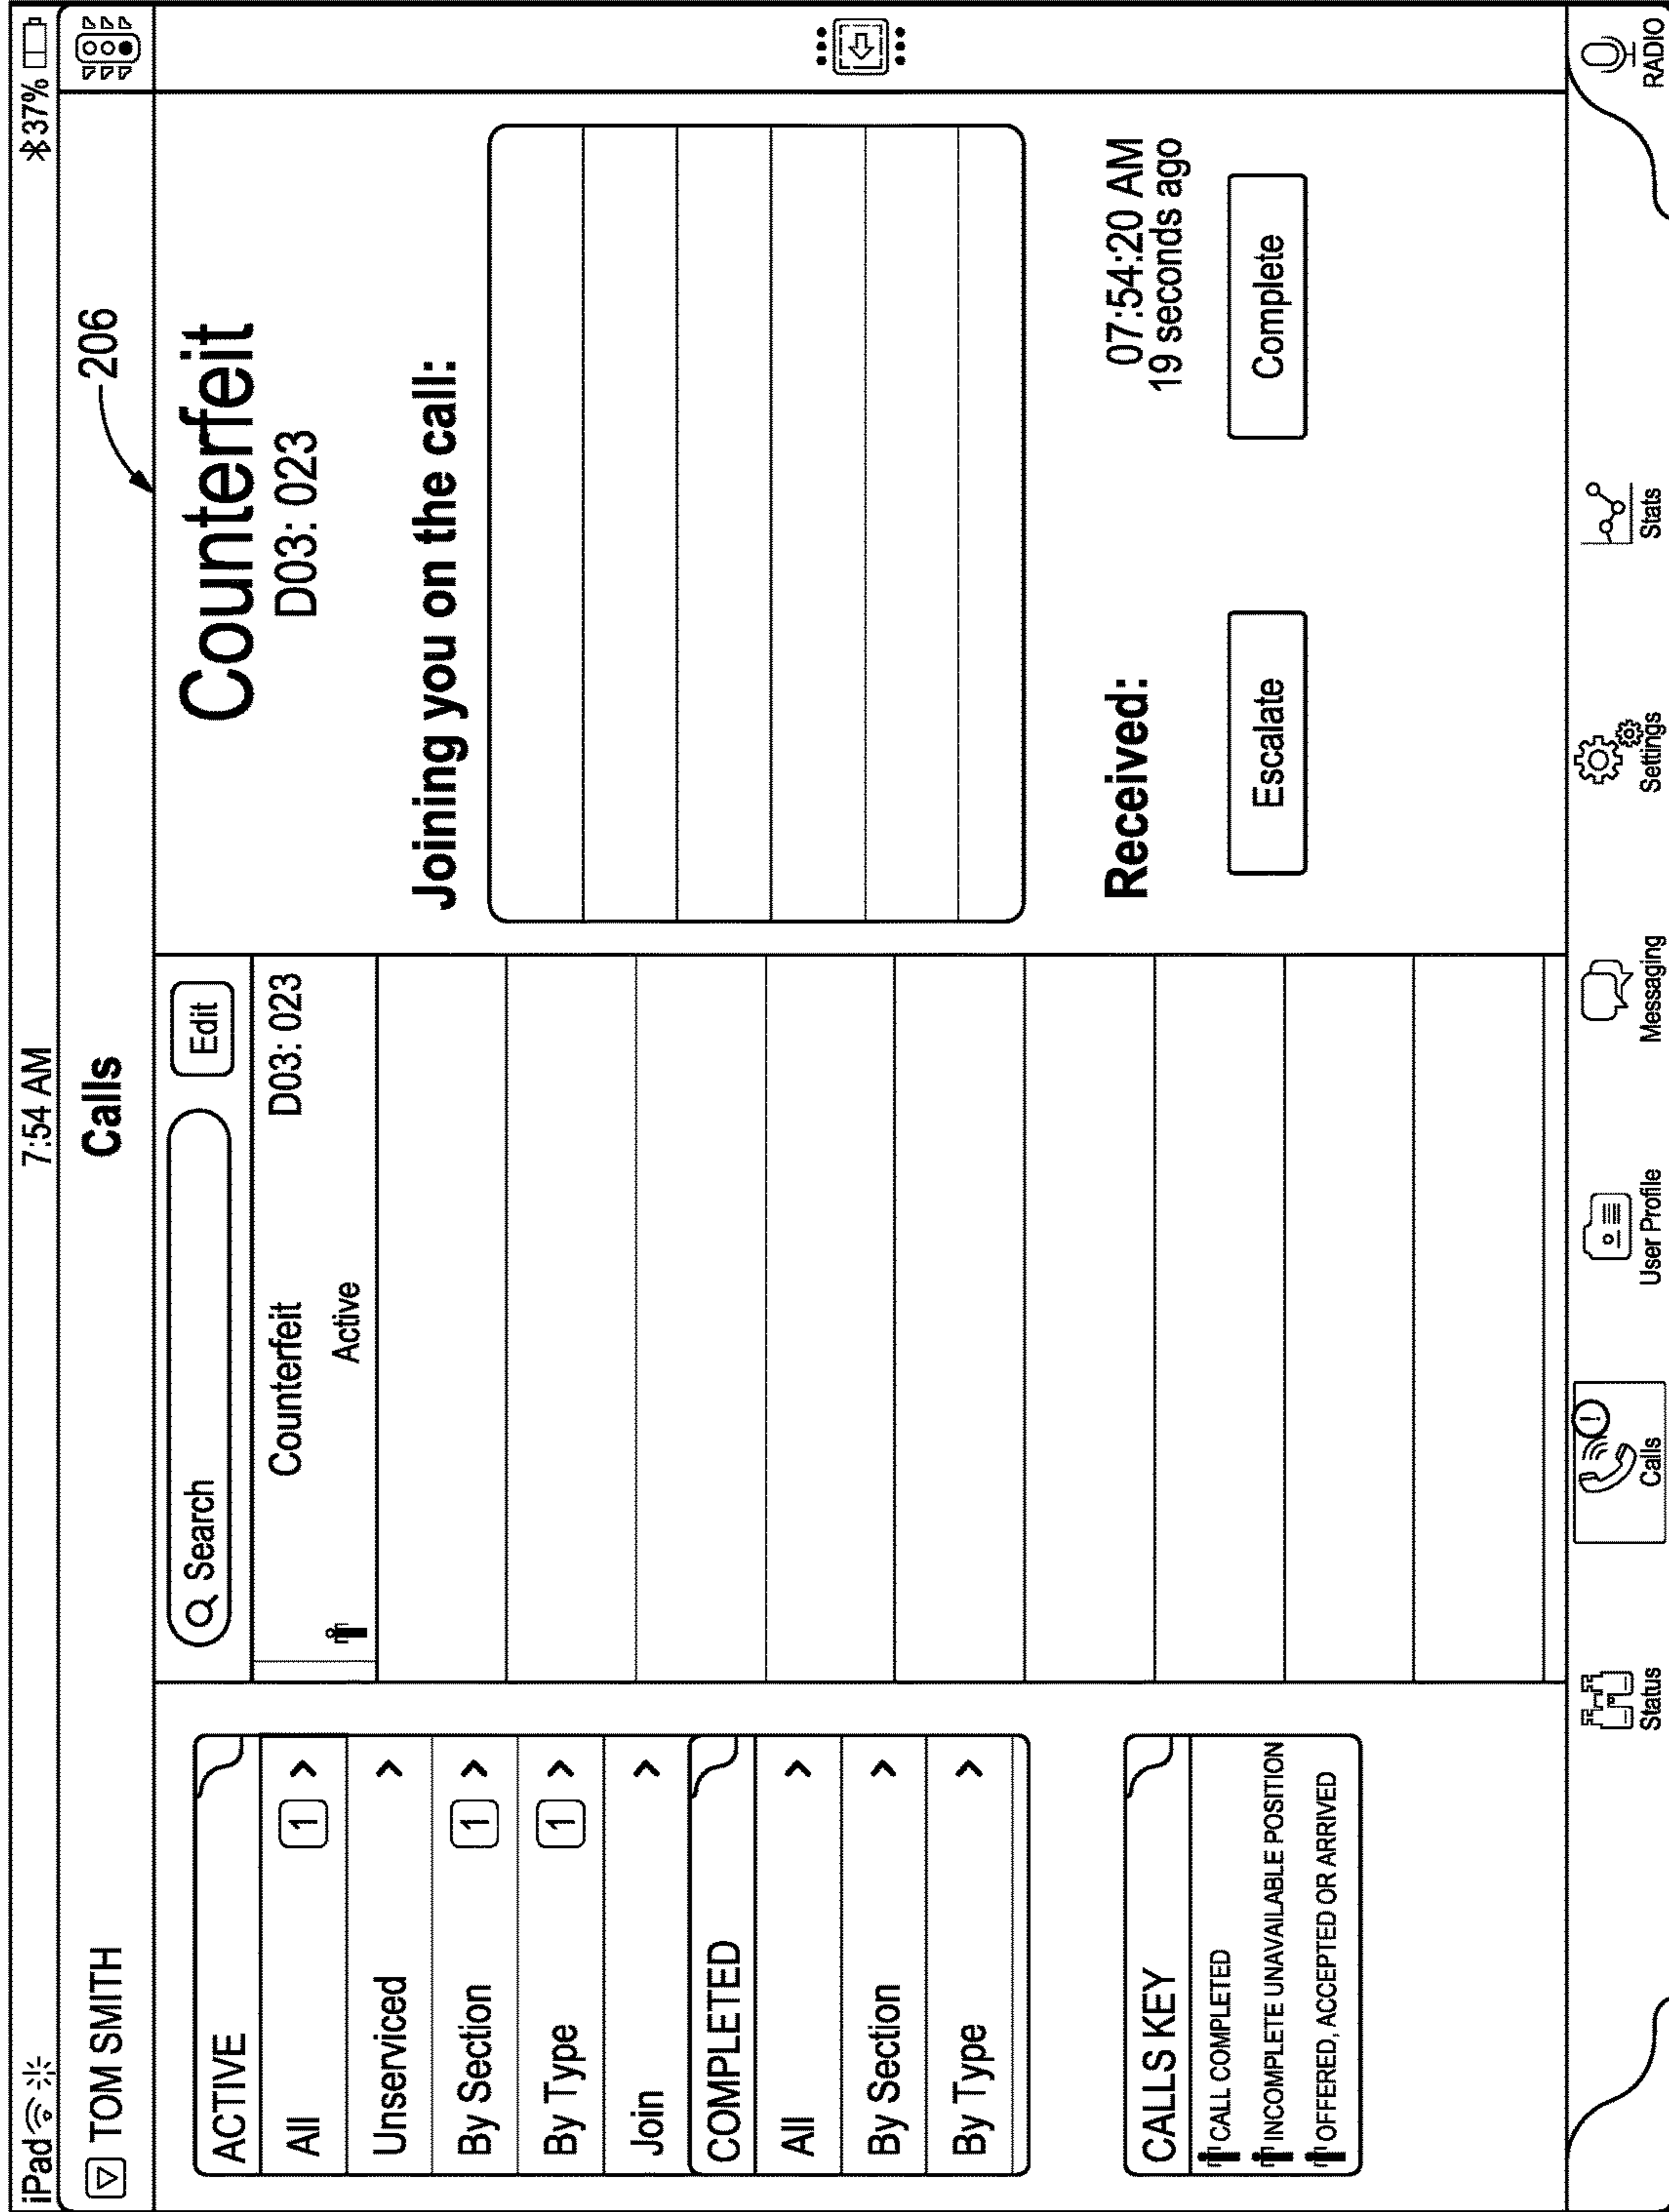 iPad 7:54 AM 37%
TOM SMITH Calls 206
ACTIVE
All 1 >
Unserviced >
By Section 1 >
By Type 1 >
Join >
COMPLETED
All >
By Section >
By Type >
CALLS KEY
CALL COMPLETED
INCOMPLETE UNAVAILABLE POSITION
OFFERED, ACCEPTED OR ARRIVED
Search Edit
Counterfeit D03: 023
Active
Counterfeit
D03: 023
Joining you on the call:
Received: 07:54:20 AM
19 seconds ago
Escalate Complete
Status Calls User Profile Messaging Settings Stats RADIO